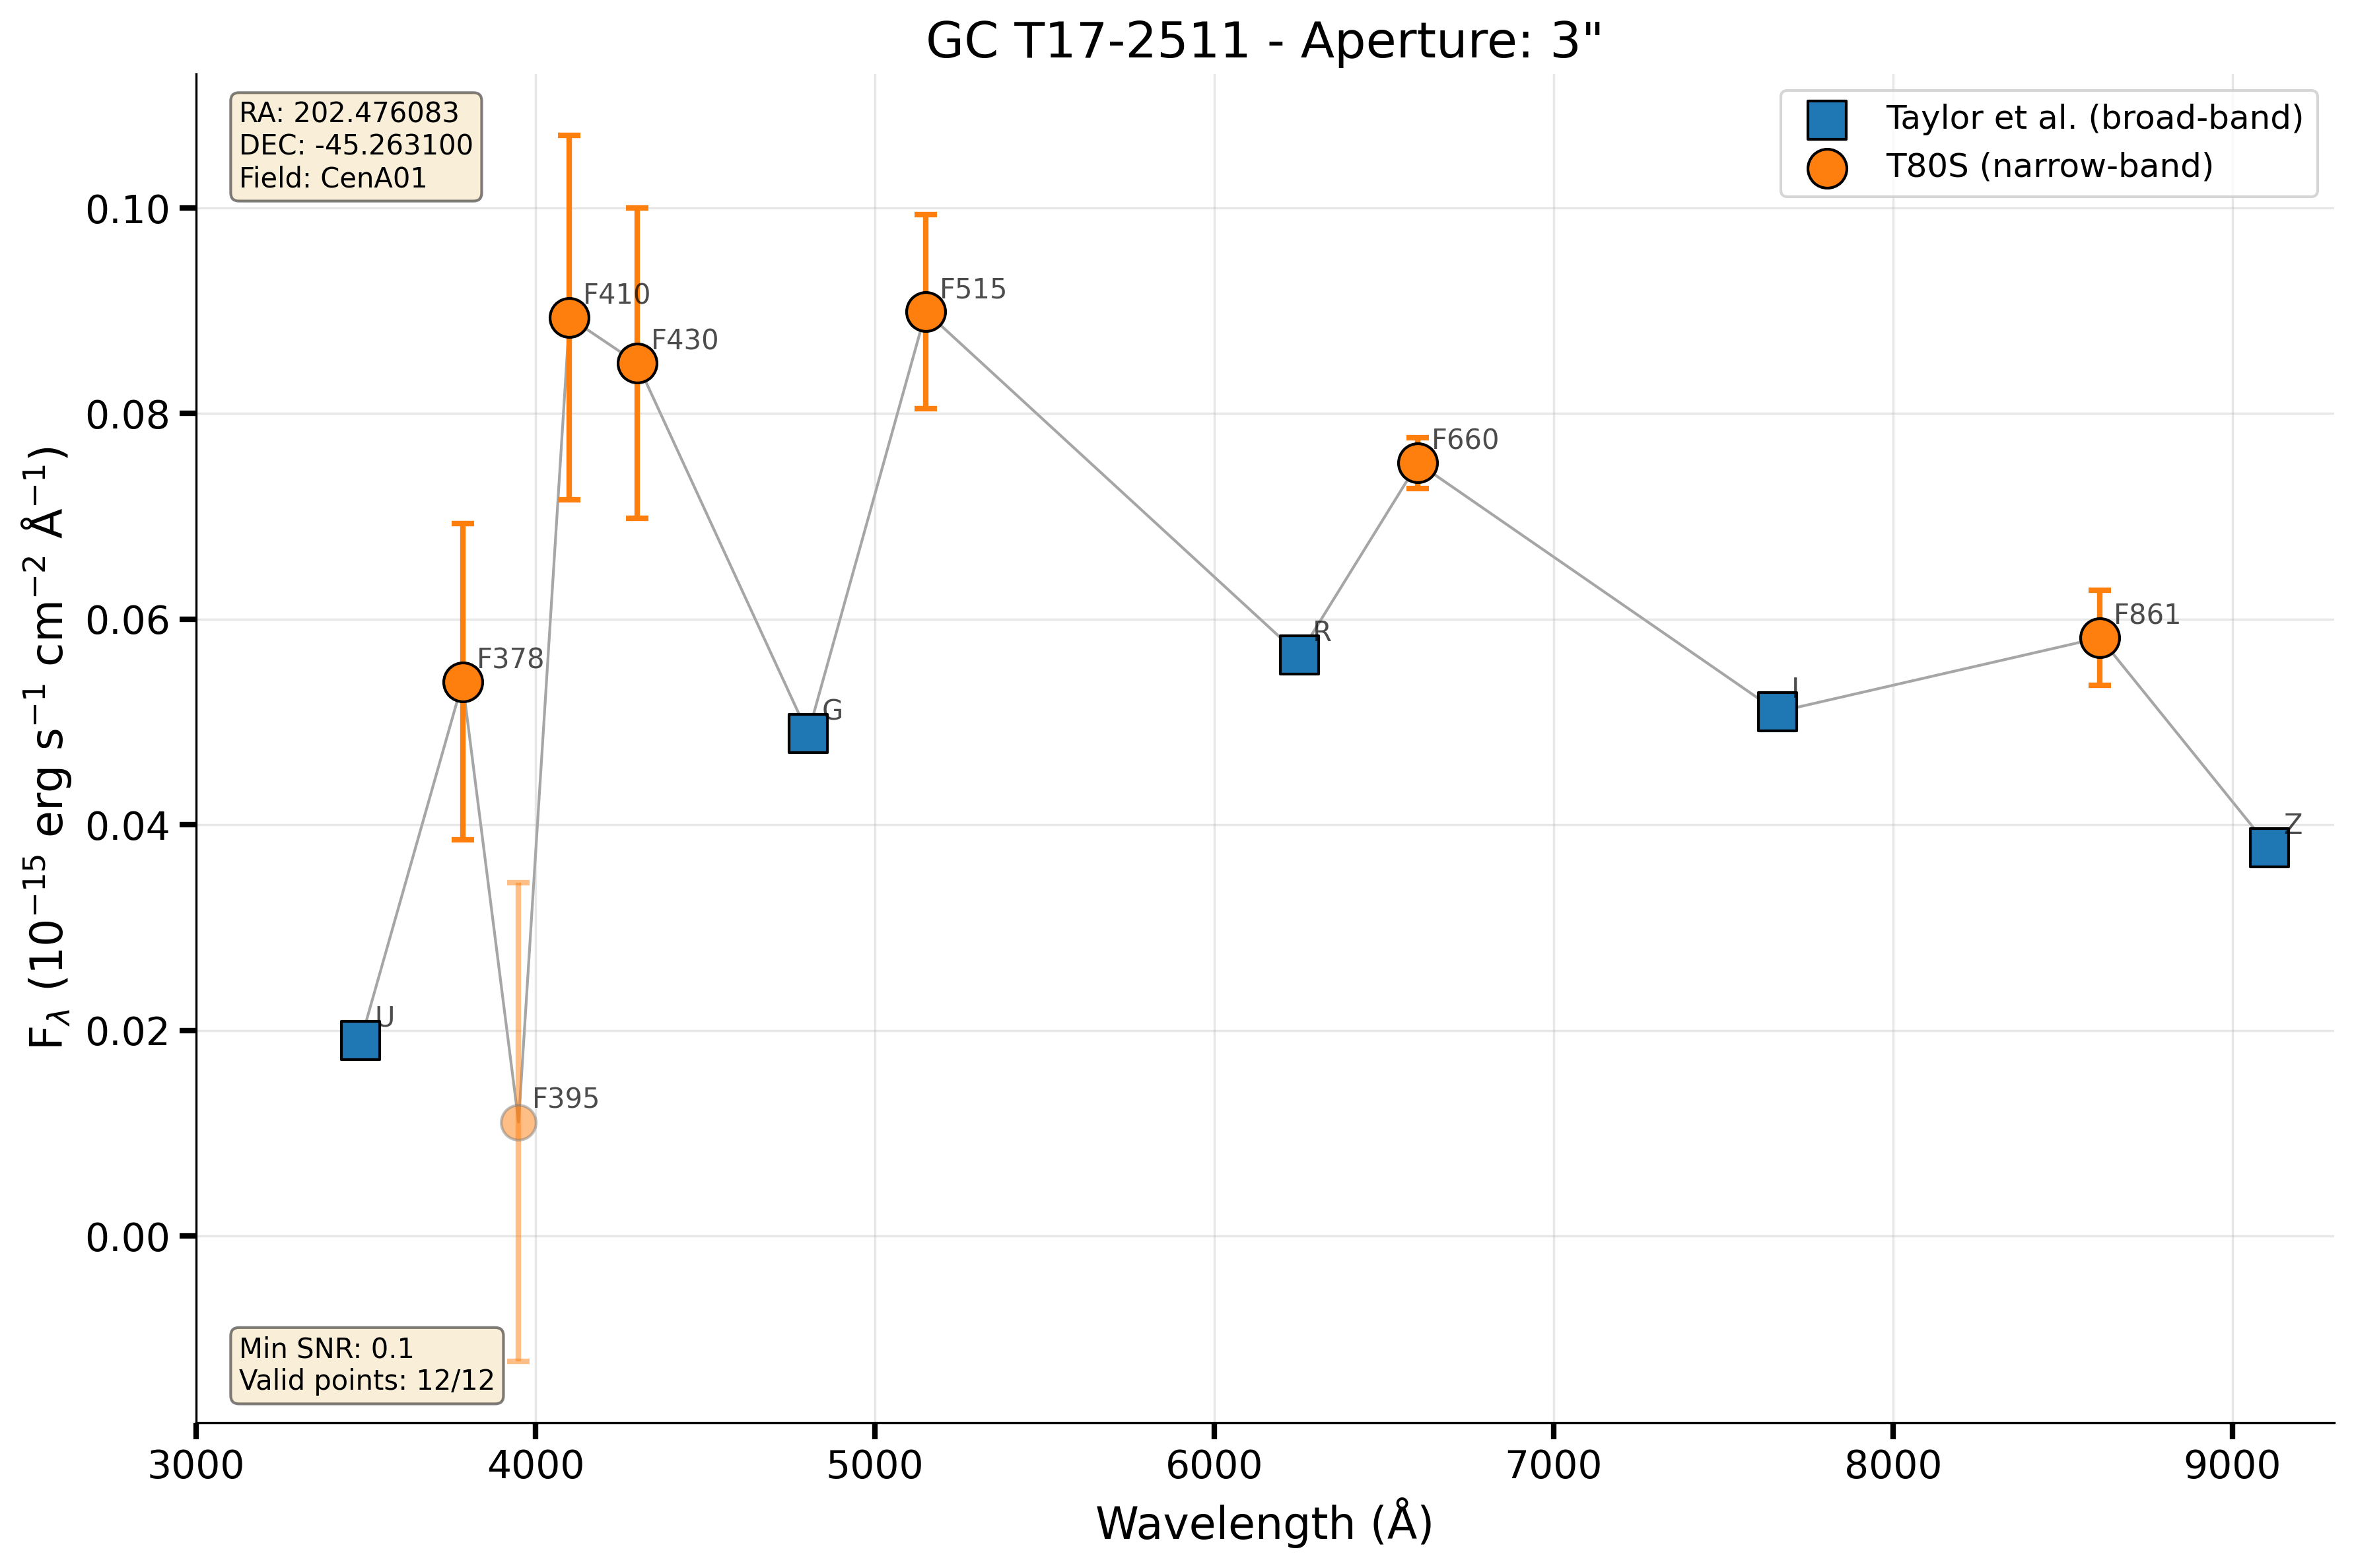 GC T17-2511 - Aperture: 3"
RA: 202.476083
DEC: -45.263100
Field: CenA01
Taylor et al. (broad-band)
T80S (narrow-band)
F410
F430
F515
F660
F378
F861
R
G
I
Z
U
F395
0.10
0.08
0.06
0.04
0.02
0.00
F_λ (10⁻¹⁵ erg s⁻¹ cm⁻² Å⁻¹)
Min SNR: 0.1
Valid points: 12/12
3000 4000 5000 6000 7000 8000 9000
Wavelength (Å)